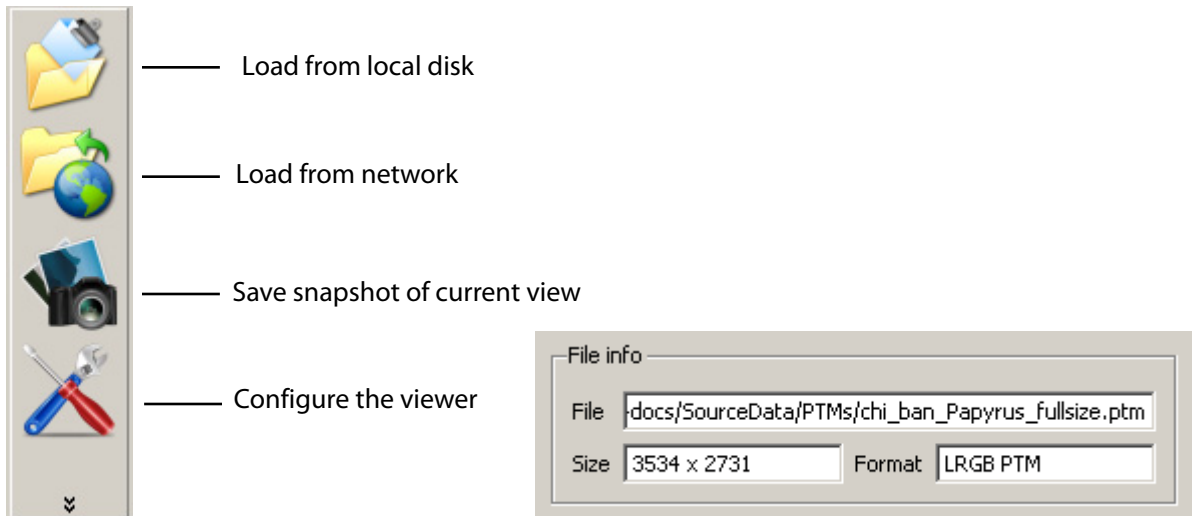 Load from local disk
Load from network
Save snapshot of current view
Configure the viewer
File info
File -docs/SourceData/PTMs/chi_ban_Papyrus_fullsize.ptm
Size 3534 x 2731 Format LRGB PTM